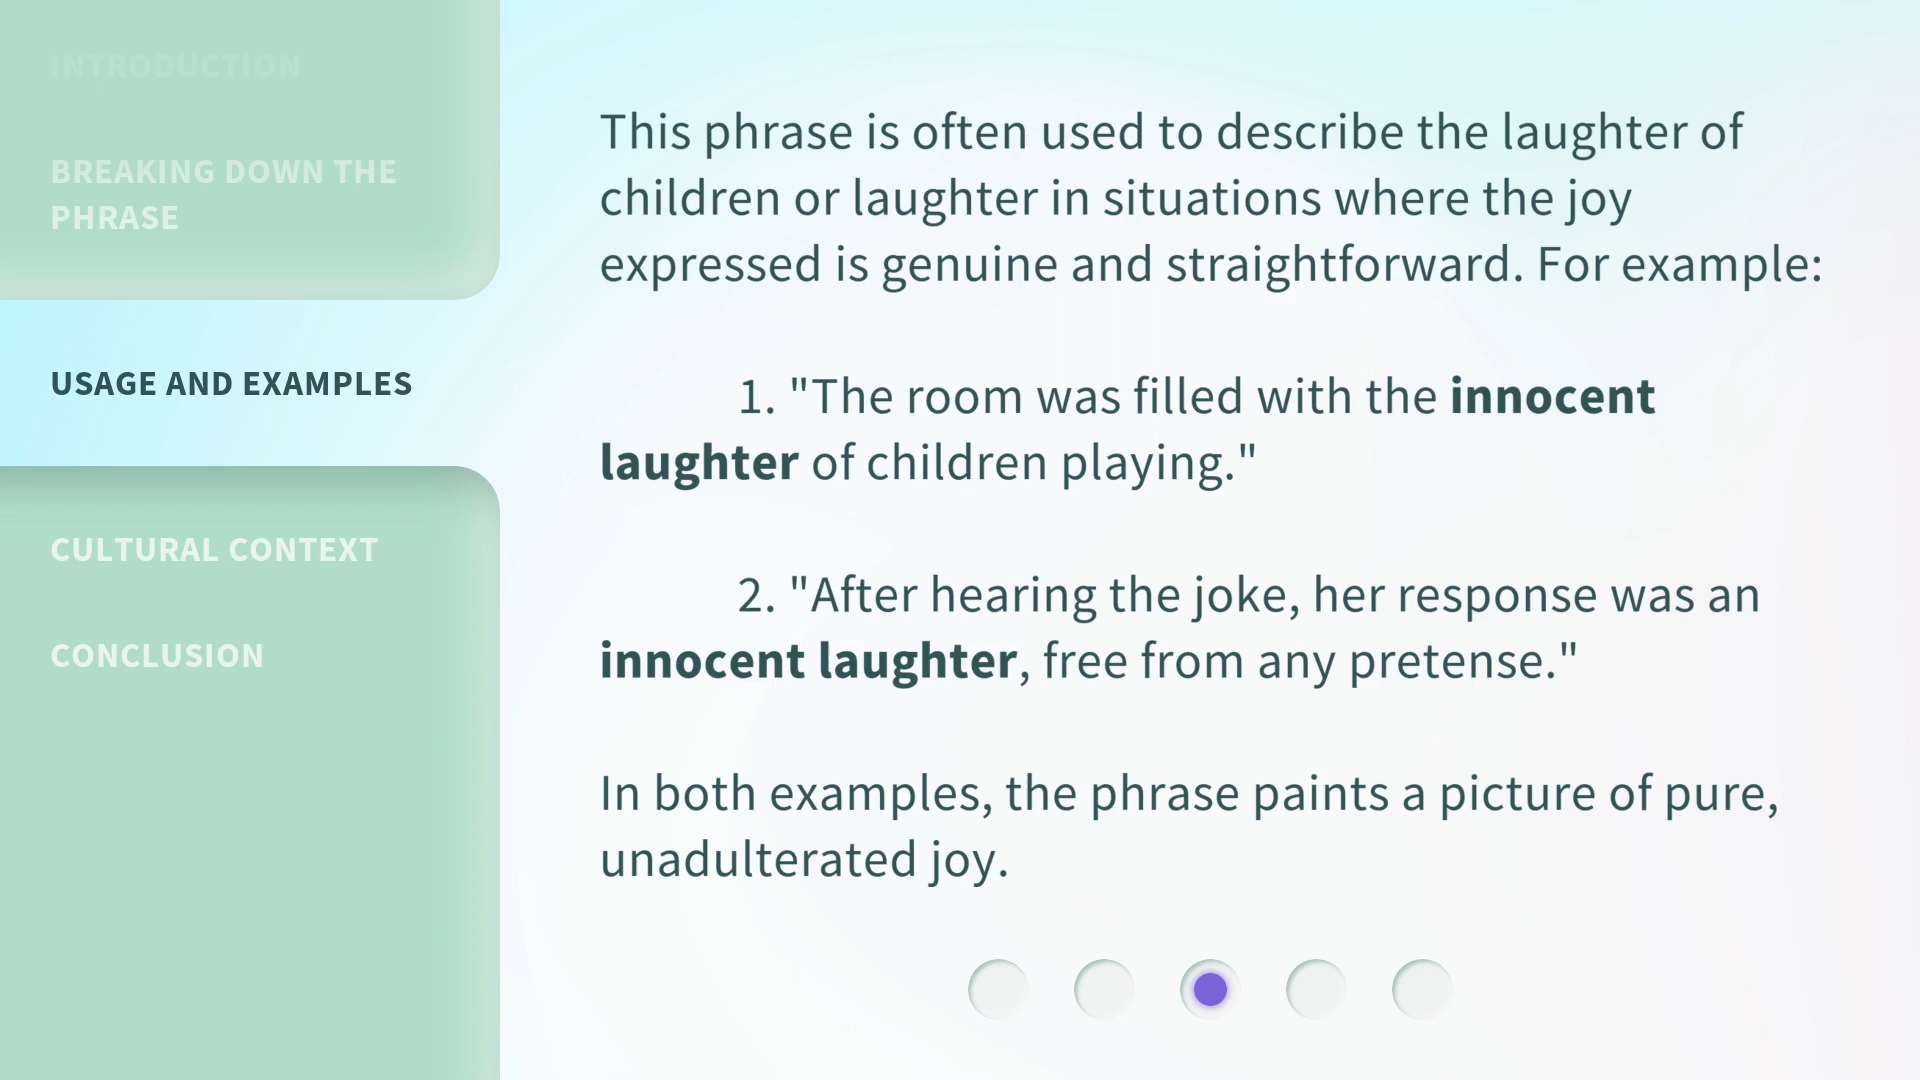 INTRODUCTION
BREAKING DOWN THE
PHRASE
USAGE AND EXAMPLES
CULTURAL CONTEXT
CONCLUSION
This phrase is often used to describe the laughter of
children or laughter in situations where the joy
expressed is genuine and straightforward. For example:
1. "The room was filled with the innocent
laughter of children playing."
2. "After hearing the joke, her response was an
innocent laughter, free from any pretense."
In both examples, the phrase paints a picture of pure,
unadulterated joy.